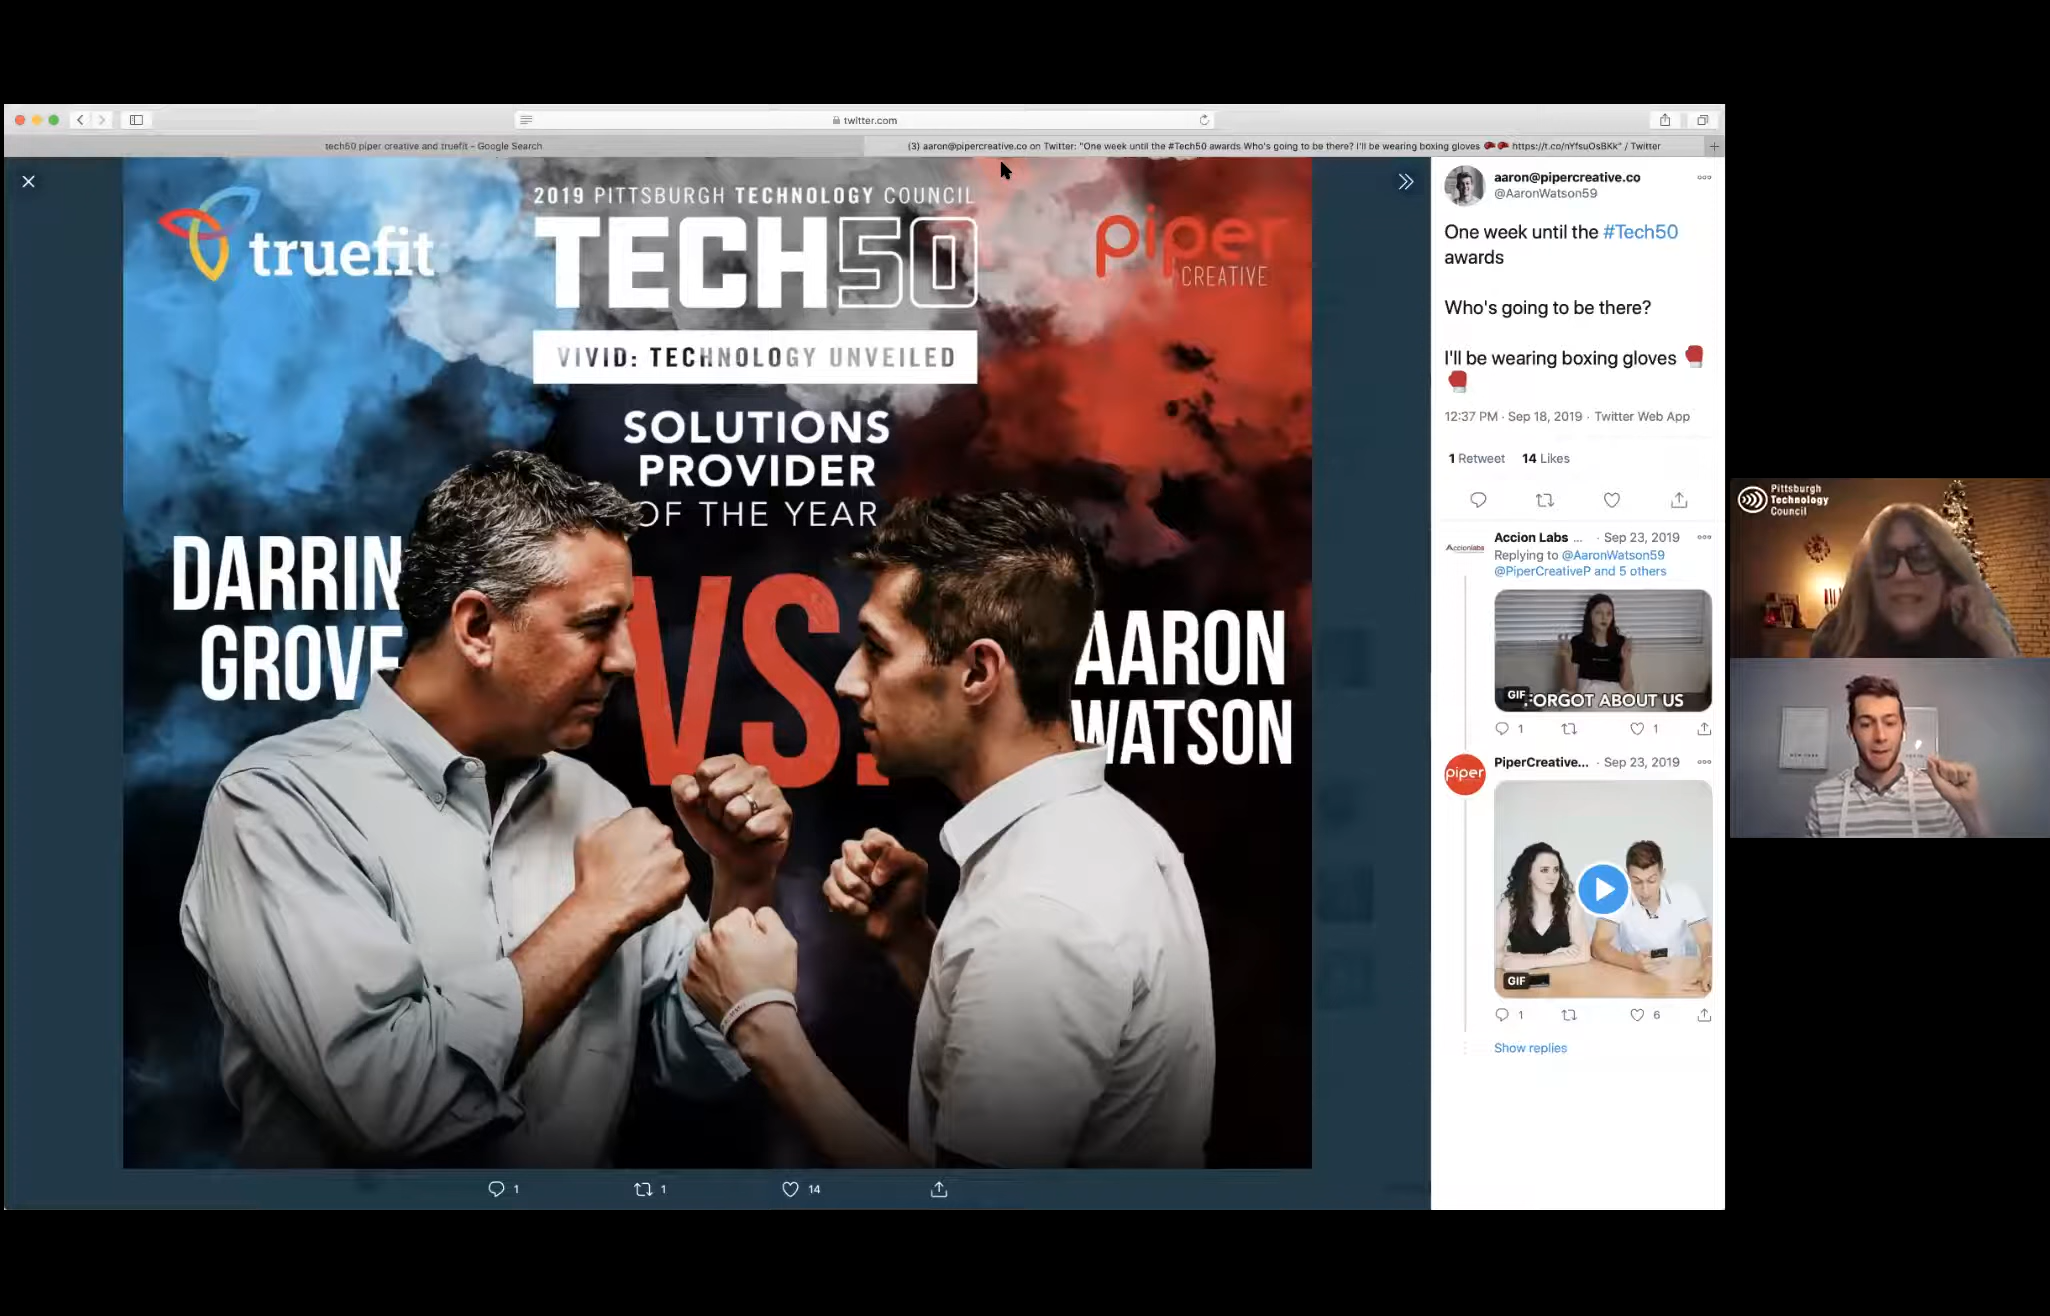 twitter.com
tech50 piper creative and truefit – Google Search
(3) aaron@pipercreative.co on Twitter: "One week until the #Tech50 awards Who's going to be there? I'll be wearing boxing gloves 🥊🥊 https://t.co/nYfsuOsBKk" / Twitter
truefit
2019 PITTSBURGH TECHNOLOGY COUNCIL
TECH50
VIVID: TECHNOLOGY UNVEILED
piper
CREATIVE
SOLUTIONS
PROVIDER
OF THE YEAR
DARRIN
GROVE
VS.
AARON
WATSON
1
1
14
aaron@pipercreative.co
@AaronWatson59
One week until the #Tech50
awards
Who's going to be there?
I'll be wearing boxing gloves 🥊
🥊
12:37 PM · Sep 18, 2019 · Twitter Web App
1 Retweet 14 Likes
Accionlabs
Accion Labs ... · Sep 23, 2019
Replying to @AaronWatson59
@PiperCreativeP and 5 others
GIF
FORGOT ABOUT US
1
1
piper
PiperCreative... · Sep 23, 2019
GIF
1
6
Show replies
Pittsburgh
Technology
Council